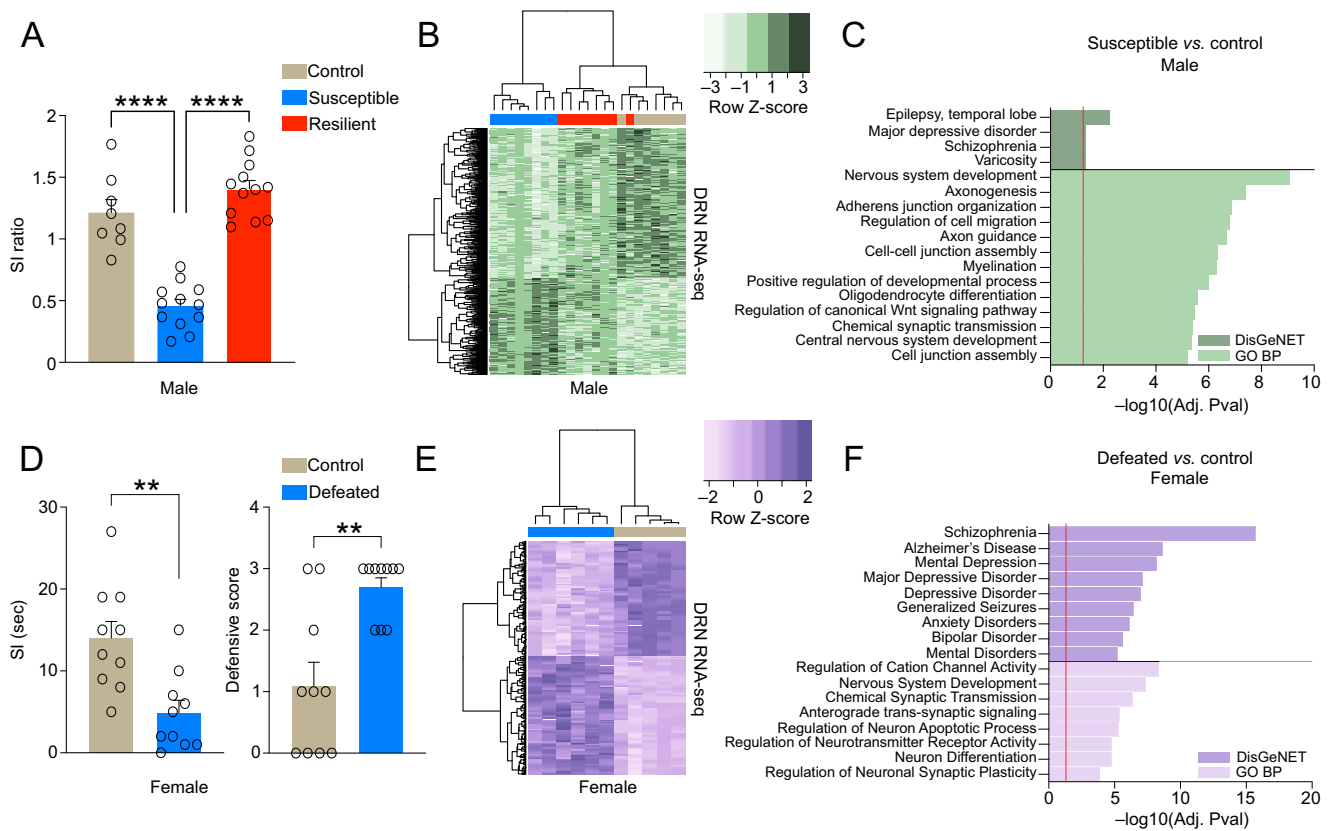 A
Control
Susceptible
Resilient
****
****
2
1.5
1
0.5
0
SI ratio
Male
B
−3 −1 1 3
Row Z-score
DRN RNA-seq
Male
C
Susceptible vs. control
Male
Epilepsy, temporal lobe
Major depressive disorder
Schizophrenia
Varicosity
Nervous system development
Axonogenesis
Adherens junction organization
Regulation of cell migration
Axon guidance
Cell-cell junction assembly
Myelination
Positive regulation of developmental process
Oligodendrocyte differentiation
Regulation of canonical Wnt signaling pathway
Chemical synaptic transmission
Central nervous system development
Cell junction assembly
DisGeNET
GO BP
0 2 4 6 8 10
−log10(Adj. Pval)
D
**
30
20
10
0
SI (sec)
Control
Defeated
**
4
3
2
1
0
Defensive score
Female
E
−2 0 2
Row Z-score
DRN RNA-seq
Female
F
Defeated vs. control
Female
Schizophrenia
Alzheimer's Disease
Mental Depression
Major Depressive Disorder
Depressive Disorder
Generalized Seizures
Anxiety Disorders
Bipolar Disorder
Mental Disorders
Regulation of Cation Channel Activity
Nervous System Development
Chemical Synaptic Transmission
Anterograde trans-synaptic signaling
Regulation of Neuron Apoptotic Process
Regulation of Neurotransmitter Receptor Activity
Neuron Differentiation
Regulation of Neuronal Synaptic Plasticity
DisGeNET
GO BP
0 5 10 15 20
−log10(Adj. Pval)